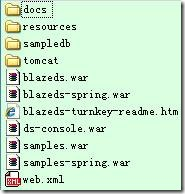 docs
resources
sampledb
tomcat
blazeds.war
blazeds-spring.war
blazeds-turnkey-readme.htm
ds-console.war
samples.war
samples-spring.war
web.xml